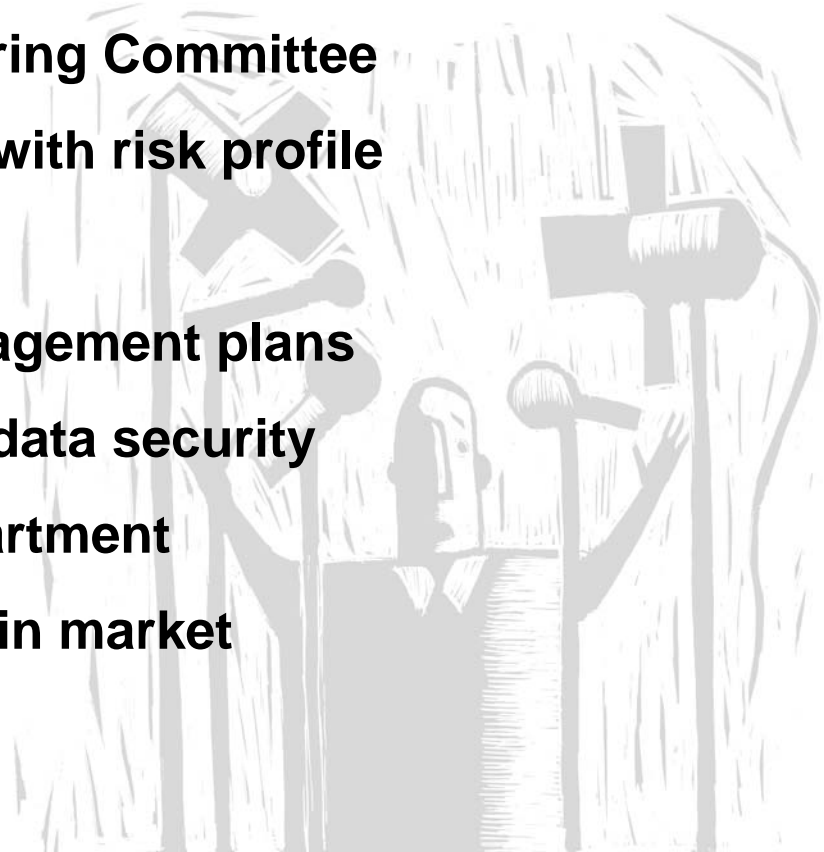 ring Committee
with risk profile
agement plans
data security
artment
in market